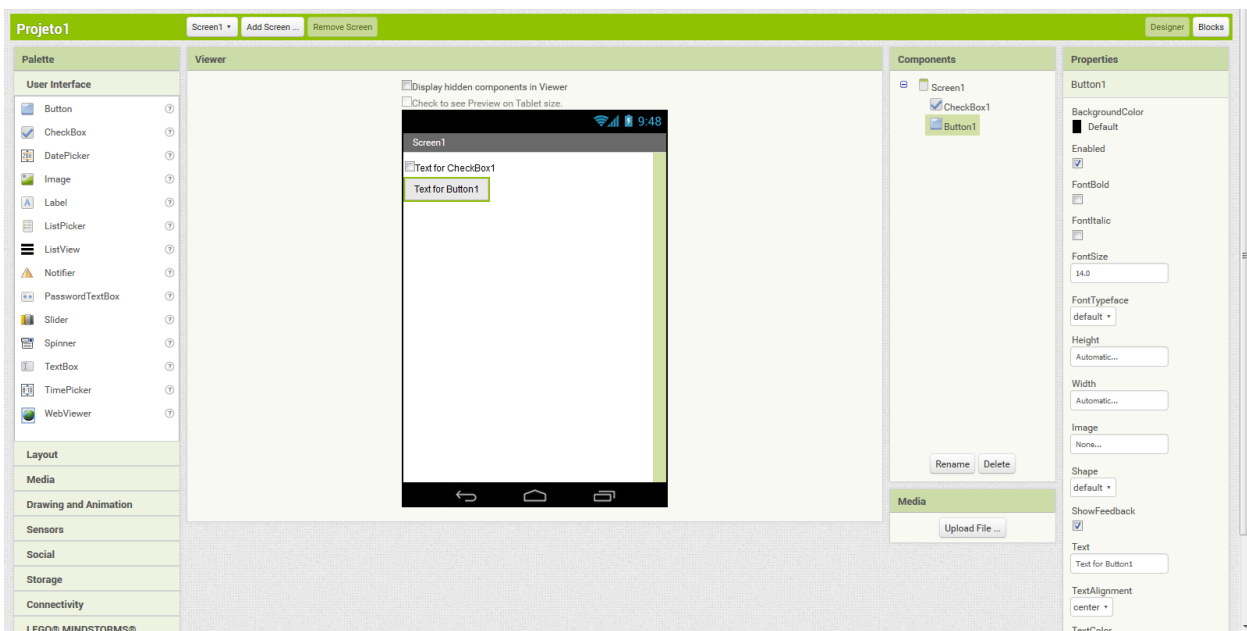 Projeto1
Screen1
Add Screen ...
Remove Screen
Designer
Blocks
Palette
User Interface
Button
CheckBox
DatePicker
Image
Label
ListPicker
ListView
Notifier
PasswordTextBox
Slider
Spinner
TextBox
TimePicker
WebViewer
Layout
Media
Drawing and Animation
Sensors
Social
Storage
Connectivity
LEGO® MINDSTORMS®
Viewer
Display hidden components in Viewer
Check to see Preview on Tablet size.
9:48
Screen1
Text for CheckBox1
Text for Button1
Components
Screen1
CheckBox1
Button1
Rename
Delete
Media
Upload File ...
Properties
Button1
BackgroundColor
Default
Enabled
FontBold
FontItalic
FontSize
14.0
FontTypeface
default
Height
Automatic...
Width
Automatic...
Image
None...
Shape
default
ShowFeedback
Text
Text for Button1
TextAlignment
center
TextColor